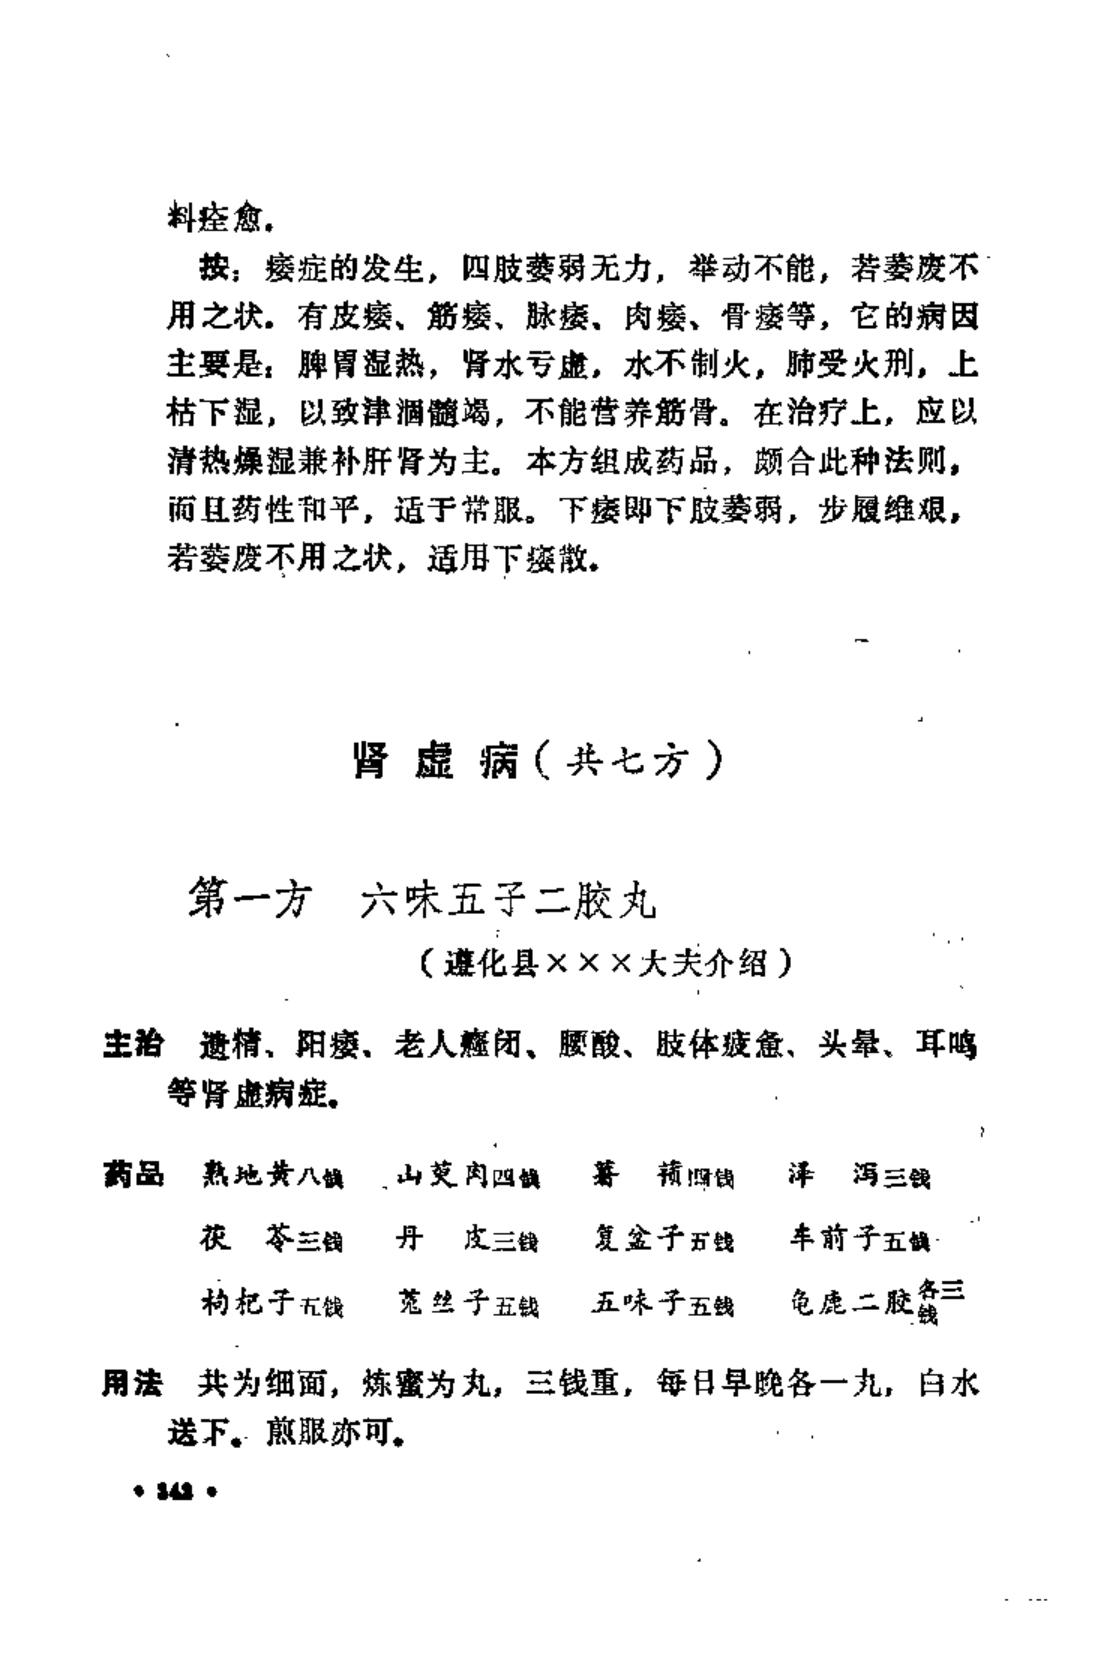 料痊愈。
按：痿症的发生，四肢萎弱无力，举动不能，若萎废不
用之状。有皮痿、筋痿、脉痿、肉痿、骨痿等，它的病因
主要是：脾胃湿热，肾水亏虚，水不制火，肺受火刑，上
枯下湿，以致津涸髓竭，不能营养筋骨。在治疗上，应以
清热燥湿兼补肝肾为主。本方组成药品，颇合此种法则，
而且药性和平，适于常服。下痿即下肢萎弱，步履维艰，
若萎废不用之状，适用下痿散。
肾虚病（共七方）
第一方 六味五子二胶丸
（遵化县×××大夫介绍）
主治 遗精、阳痿、老人癃闭、腰酸、肢体疲惫、头晕、耳鸣
等肾虚病症。
药品 熟地黄八钱 山萸肉四钱 薯蓣四钱 泽泻三钱
茯苓三钱 丹皮三钱 复盆子五钱 车前子五钱
枸杞子五钱 菟丝子五钱 五味子五钱 龟鹿二胶各三钱
用法 共为细面，炼蜜为丸，三钱重，每日早晚各一丸，白水
送下。煎服亦可。
• 342 •